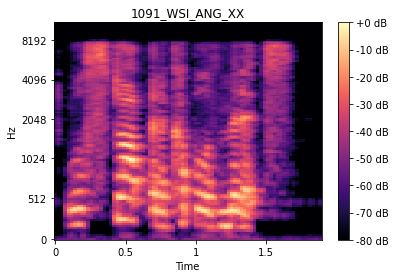 1091_WSI_ANG_XX
+0 dB
8192
-10 dB
4096
-20 dB
-30 dB
2048
Hz
-40 dB
1024
-50 dB
512
-60 dB
-70 dB
0
-80 dB
0
0.5
1
1.5
Time